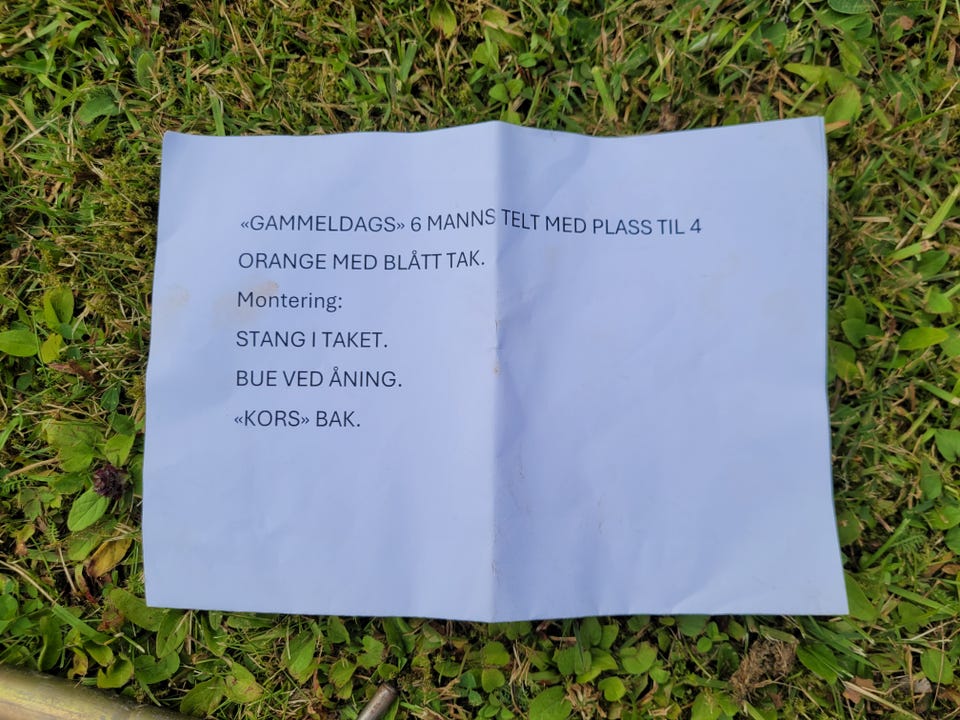 «GAMMELDAGS» 6 MANNS TELT MED PLASS TIL 4
ORANGE MED BLÅTT TAK.
Montering:
STANG I TAKET.
BUE VED ÅNING.
«KORS» BAK.